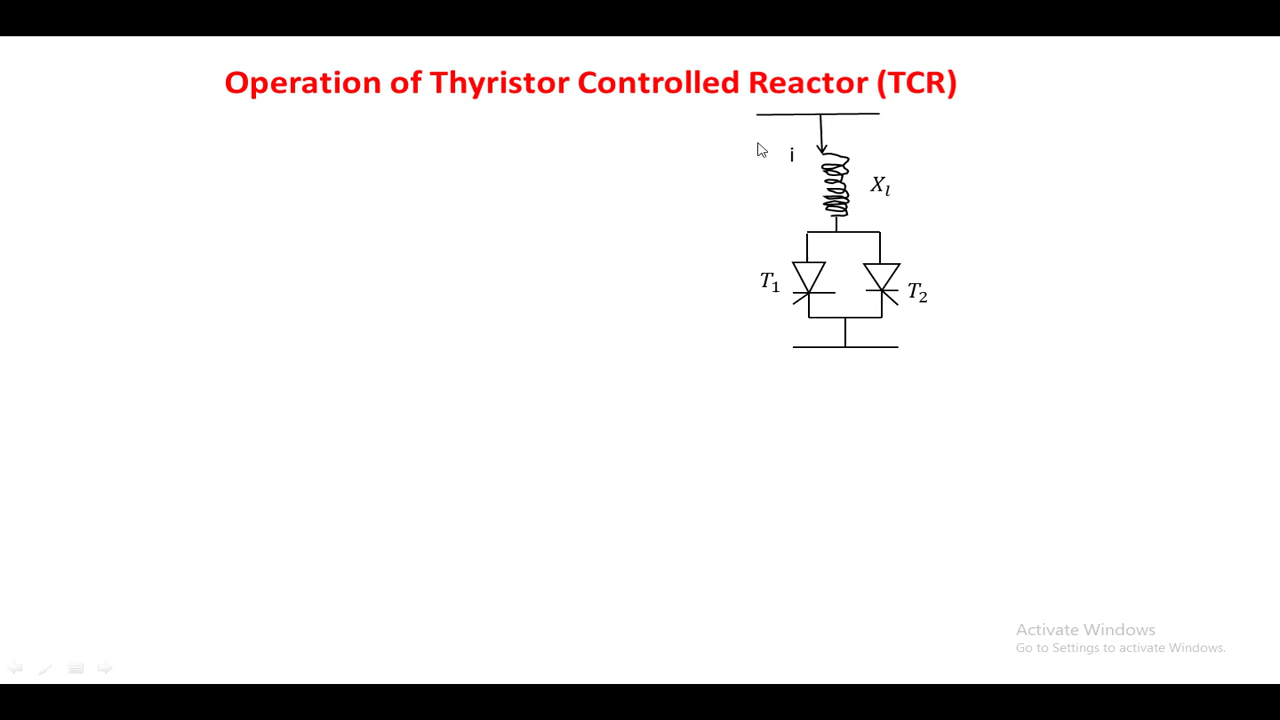 Operation of Thyristor Controlled Reactor (TCR)
i
X_l
T_1
T_2
Activate Windows
Go to Settings to activate Windows.